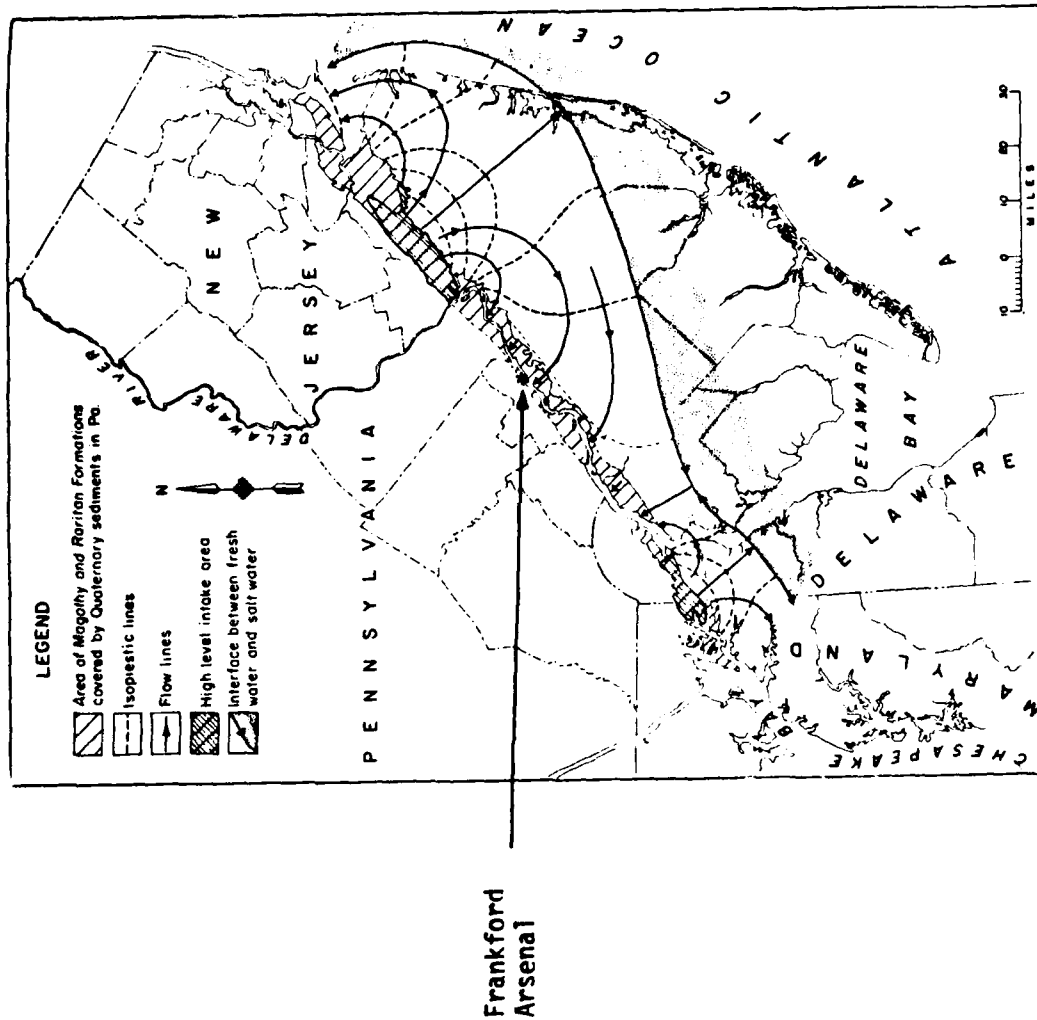 LEGEND
Area of Magothy and Raritan Formations
covered by Quaternary sediments in Pa.
Isopiestic lines
Flow lines
High level intake area
Interface between fresh
water and salt water
N
DELAWARE RIVER
NEW
JERSEY
PENNSYLVANIA
ATLANTIC OCEAN
DELAWARE
BAY
DELAWARE
MARYLAND
CHESAPEAKE
B
10 0 10 20 30
MILES
Frankford
Arsenal